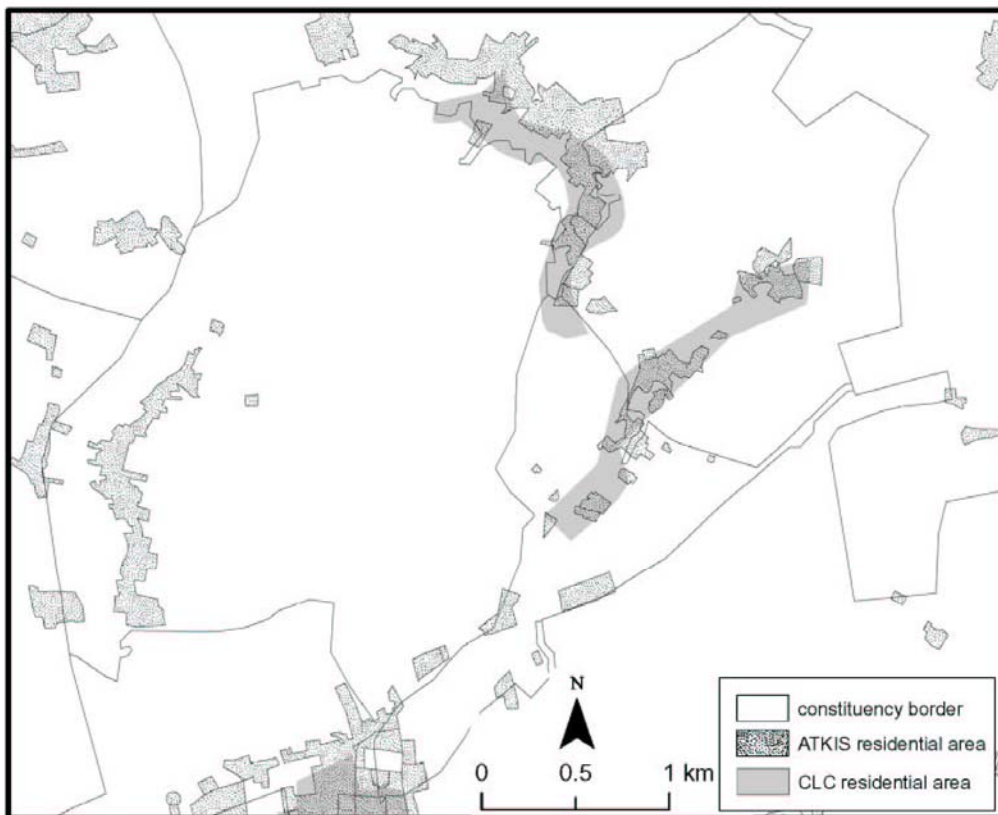 N
0 0.5 1 km
constituency border
ATKIS residential area
CLC residential area